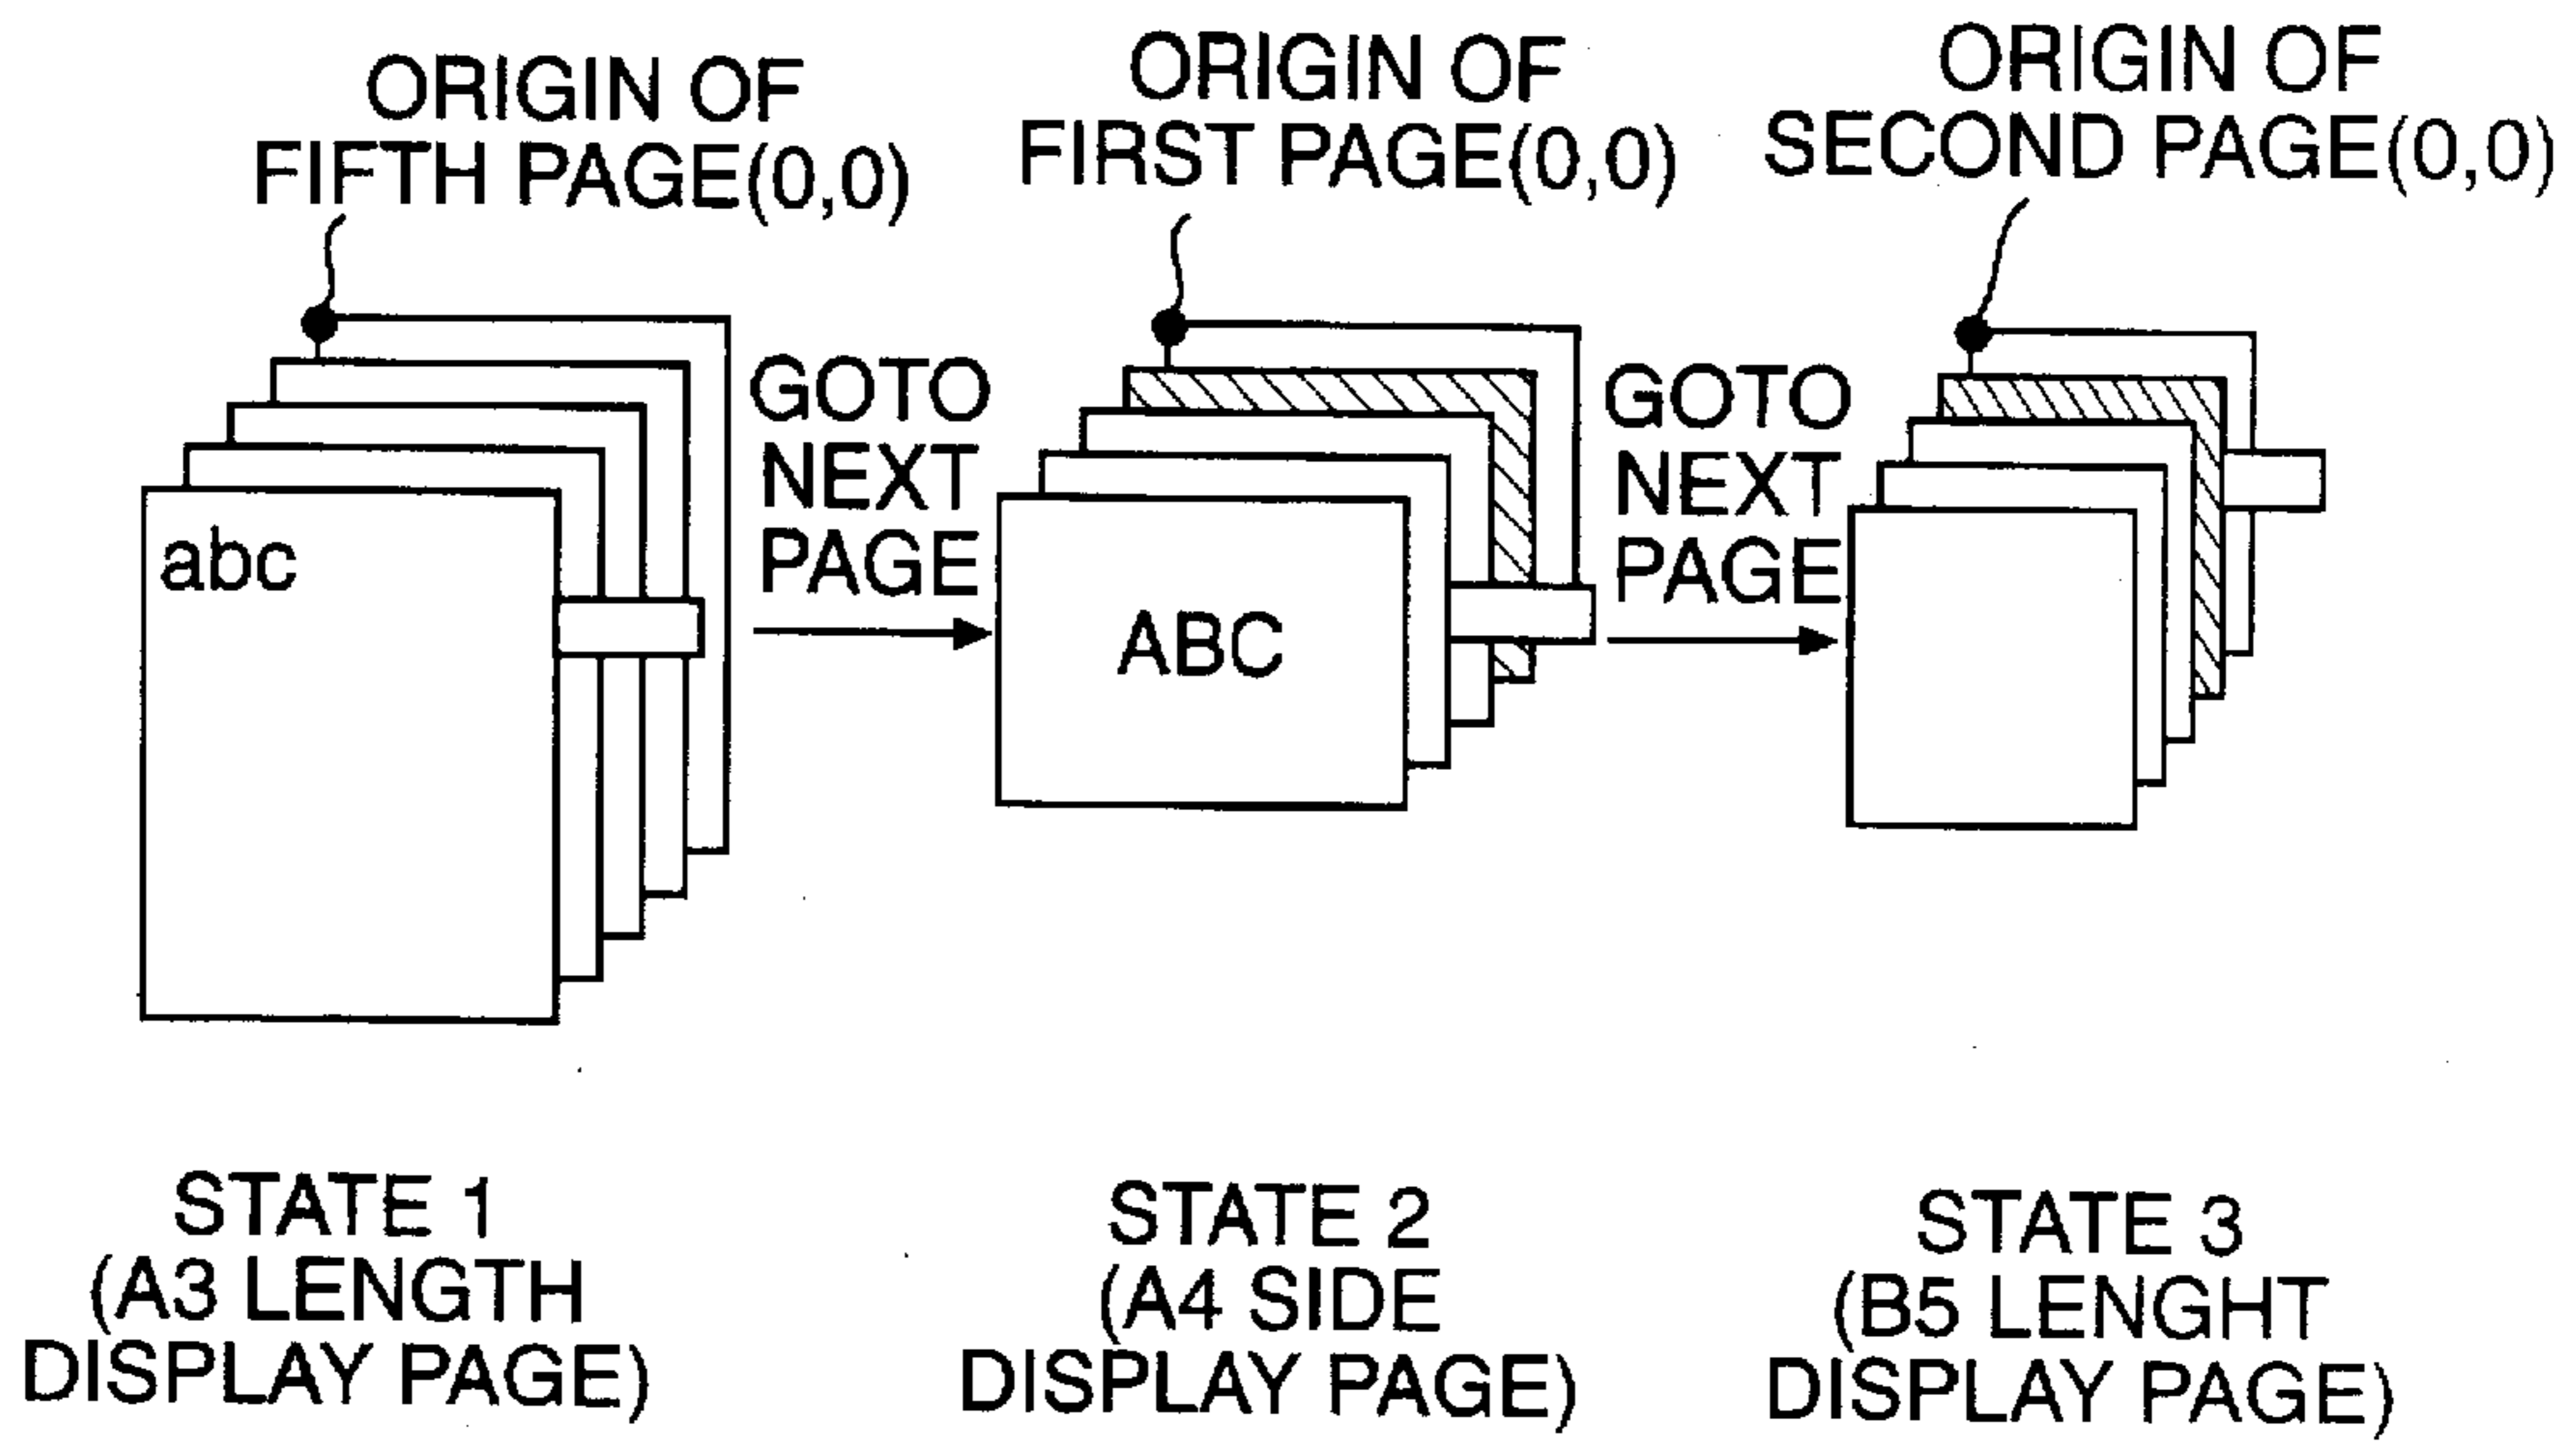 ORIGIN OF
FIFTH PAGE(0,0)
ORIGIN OF
FIRST PAGE(0,0)
ORIGIN OF
SECOND PAGE(0,0)
abc
GOTO
NEXT
PAGE
ABC
GOTO
NEXT
PAGE
STATE 1
(A3 LENGTH
DISPLAY PAGE)
STATE 2
(A4 SIDE
DISPLAY PAGE)
STATE 3
(B5 LENGHT
DISPLAY PAGE)